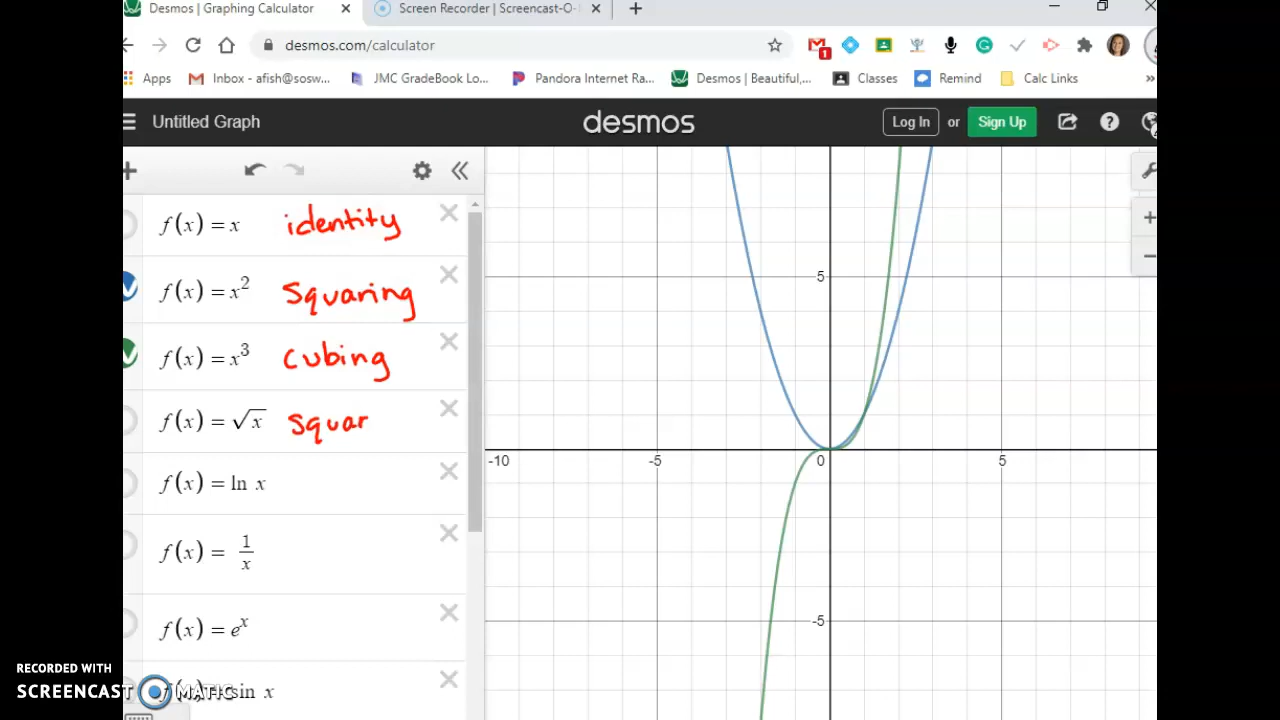 Desmos | Graphing Calculator
Screen Recorder | Screencast-O-
desmos.com/calculator
1
Apps
Inbox - afish@sosw...
JMC GradeBook Lo...
Pandora Internet Ra...
Desmos | Beautiful,...
Classes
Remind
Calc Links
»
Untitled Graph
desmos
Log In or Sign Up
f(x) = x identity
f(x) = x² Squaring
f(x) = x³ cubing
f(x) = √x Squar
f(x) = ln x
f(x) = 1/x
f(x) = eˣ
sin x
5
-10 -5 0 5
-5
RECORDED WITH
SCREENCAST MATIC